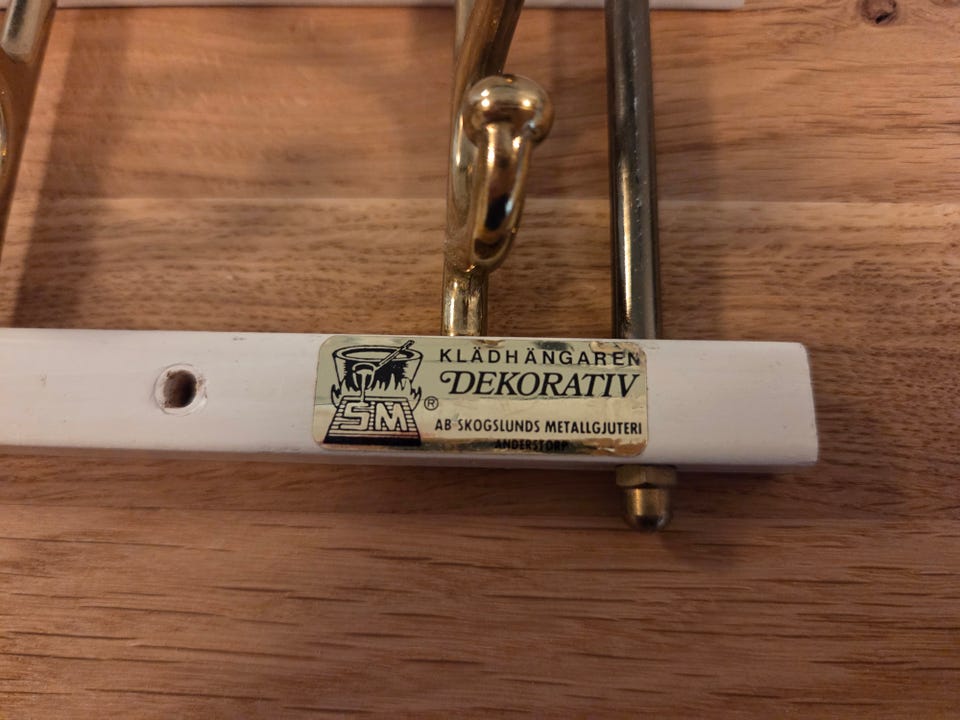 KLÄDHÄNGAREN
DEKORATIV
SM ®
AB SKOGSLUNDS METALLGJUTERI
ANDERSTORP